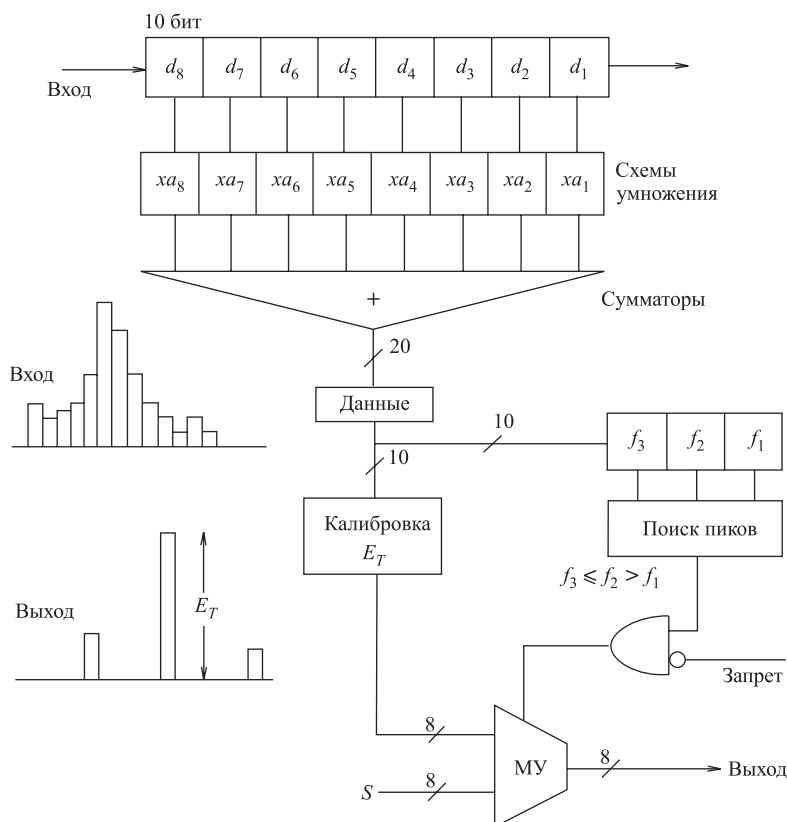 10 бит
d8 d7 d6 d5 d4 d3 d2 d1
Вход
xa8 xa7 xa6 xa5 xa4 xa3 xa2 xa1
Схемы
умножения
+
Сумматоры
20
Вход
Данные
10
10
f3 f2 f1
Калибровка
ET
Поиск пиков
f3 ⩽ f2 > f1
Выход
ET
Запрет
8
МУ
8
Выход
S
8